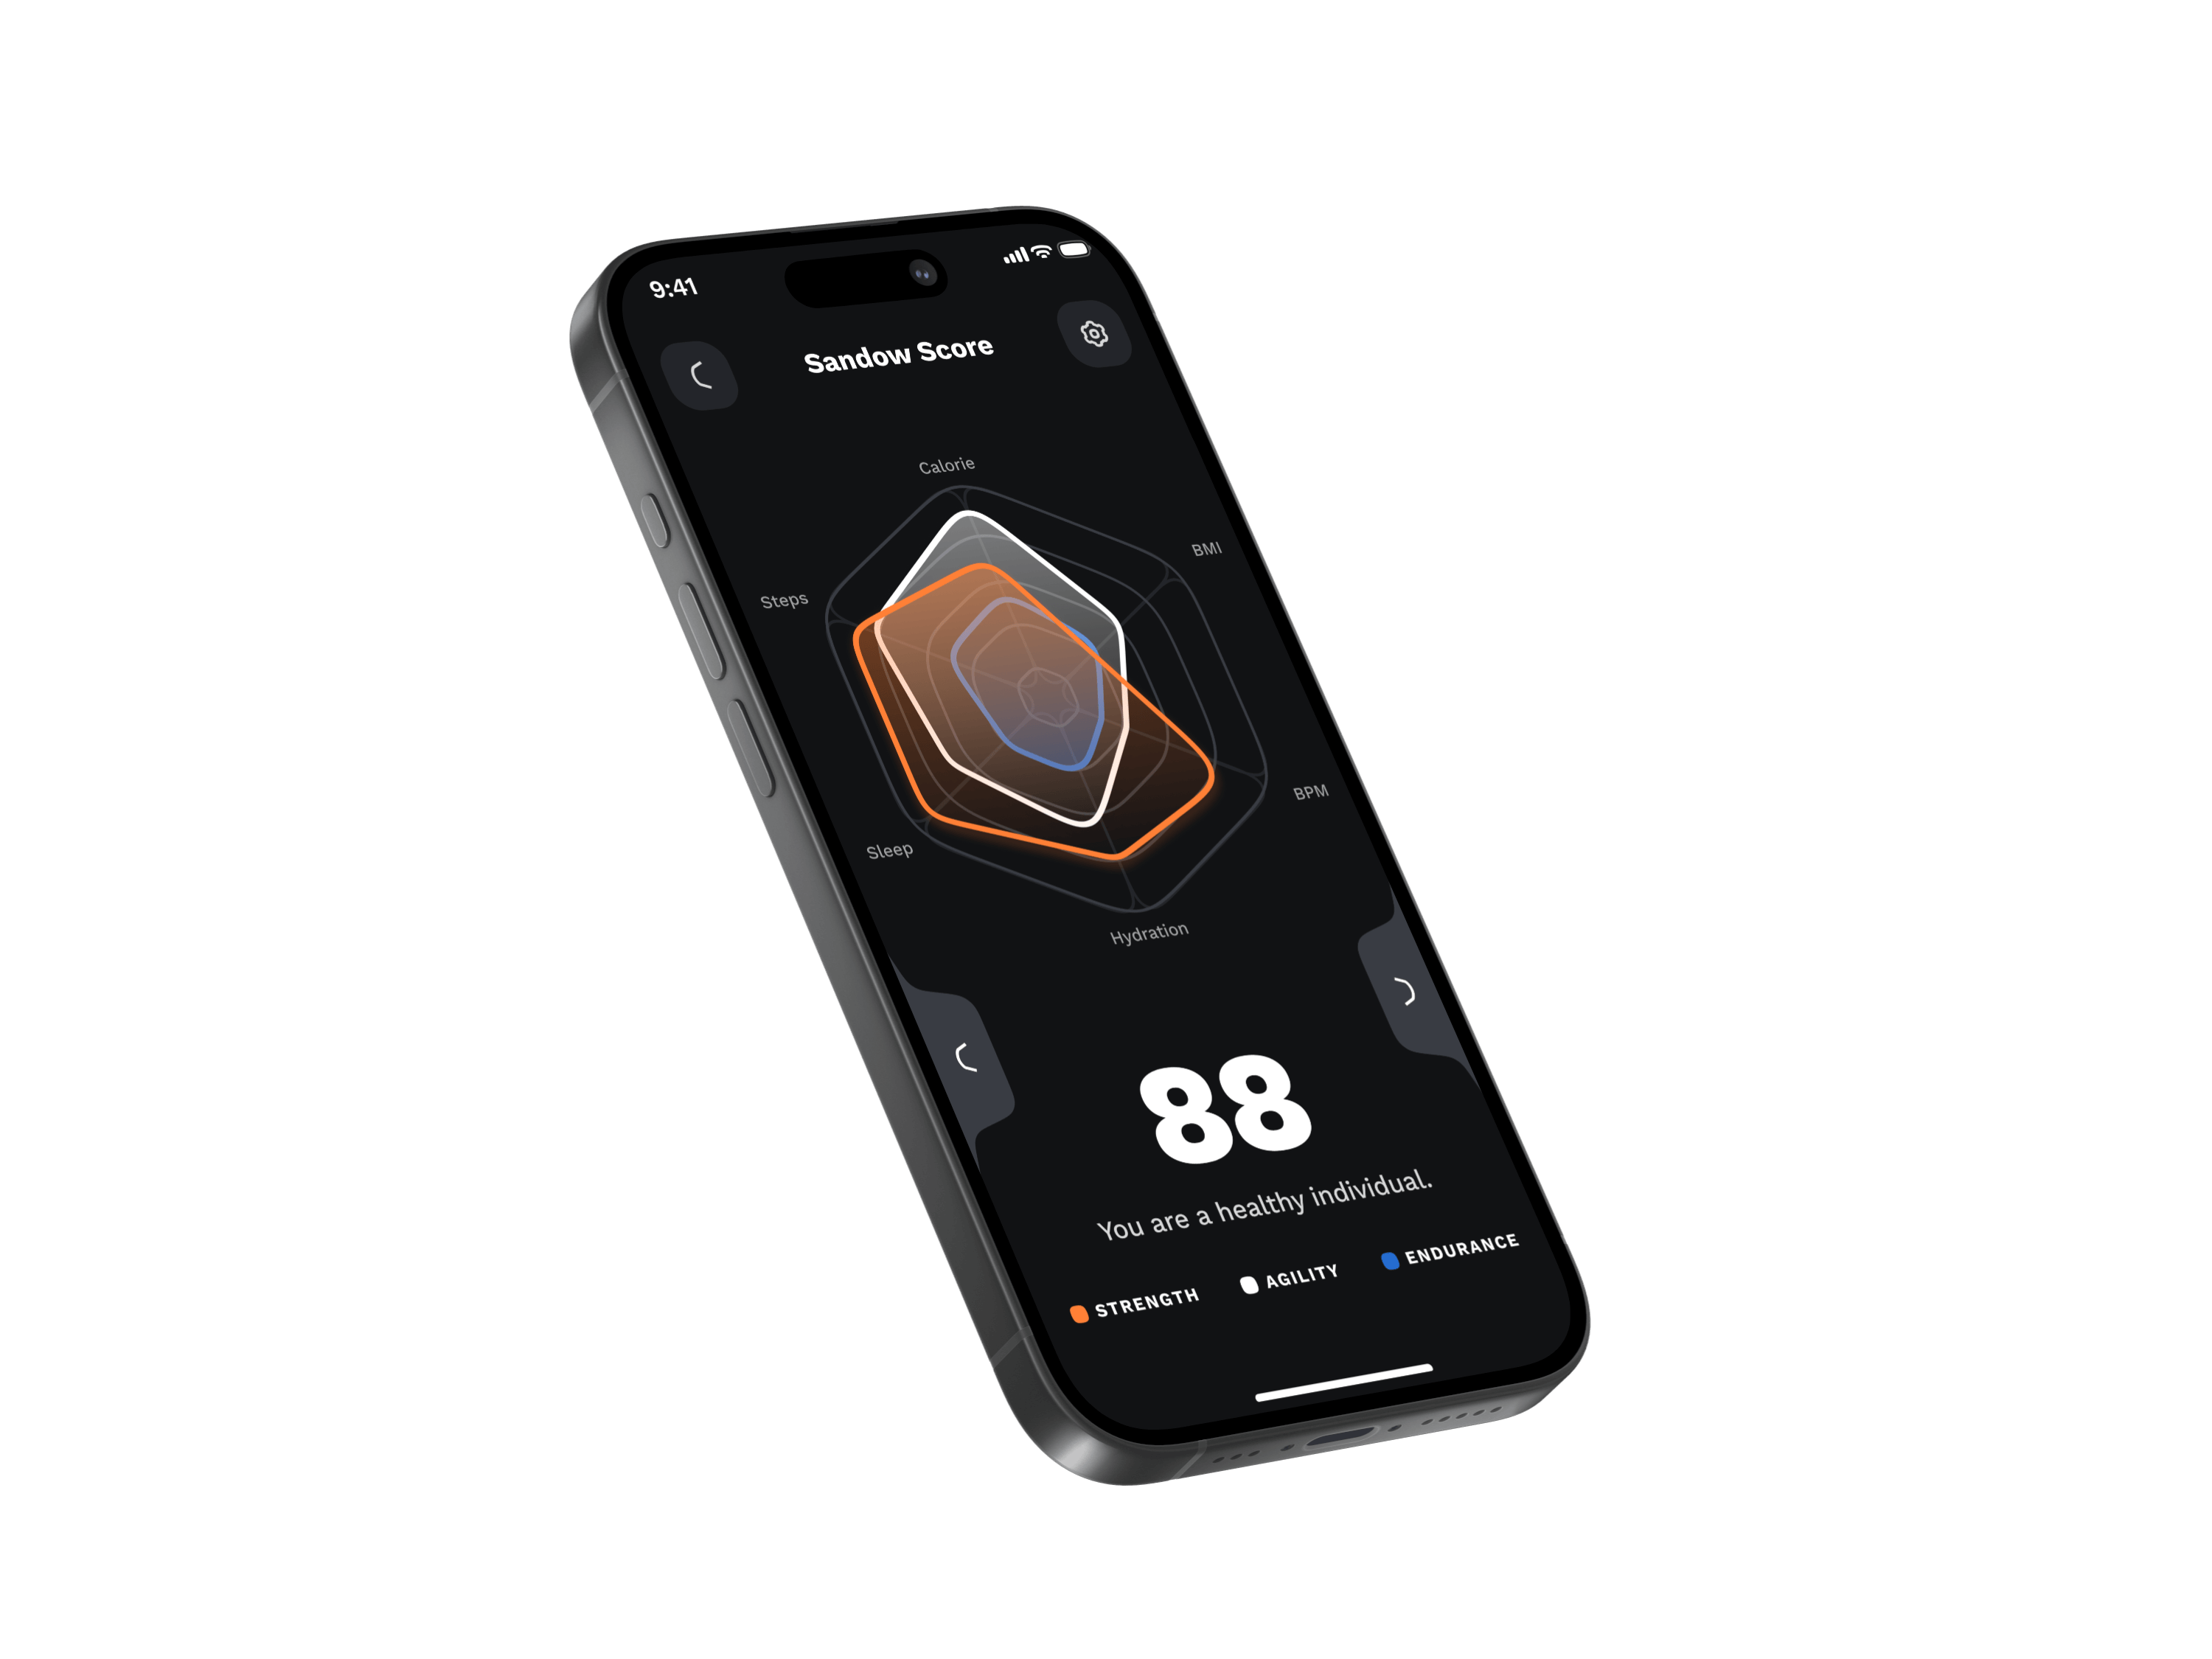 9:41
Sandow Score
Calorie
BMI
Steps
BPM
Sleep
Hydration
88
You are a healthy individual.
STRENGTH
AGILITY
ENDURANCE